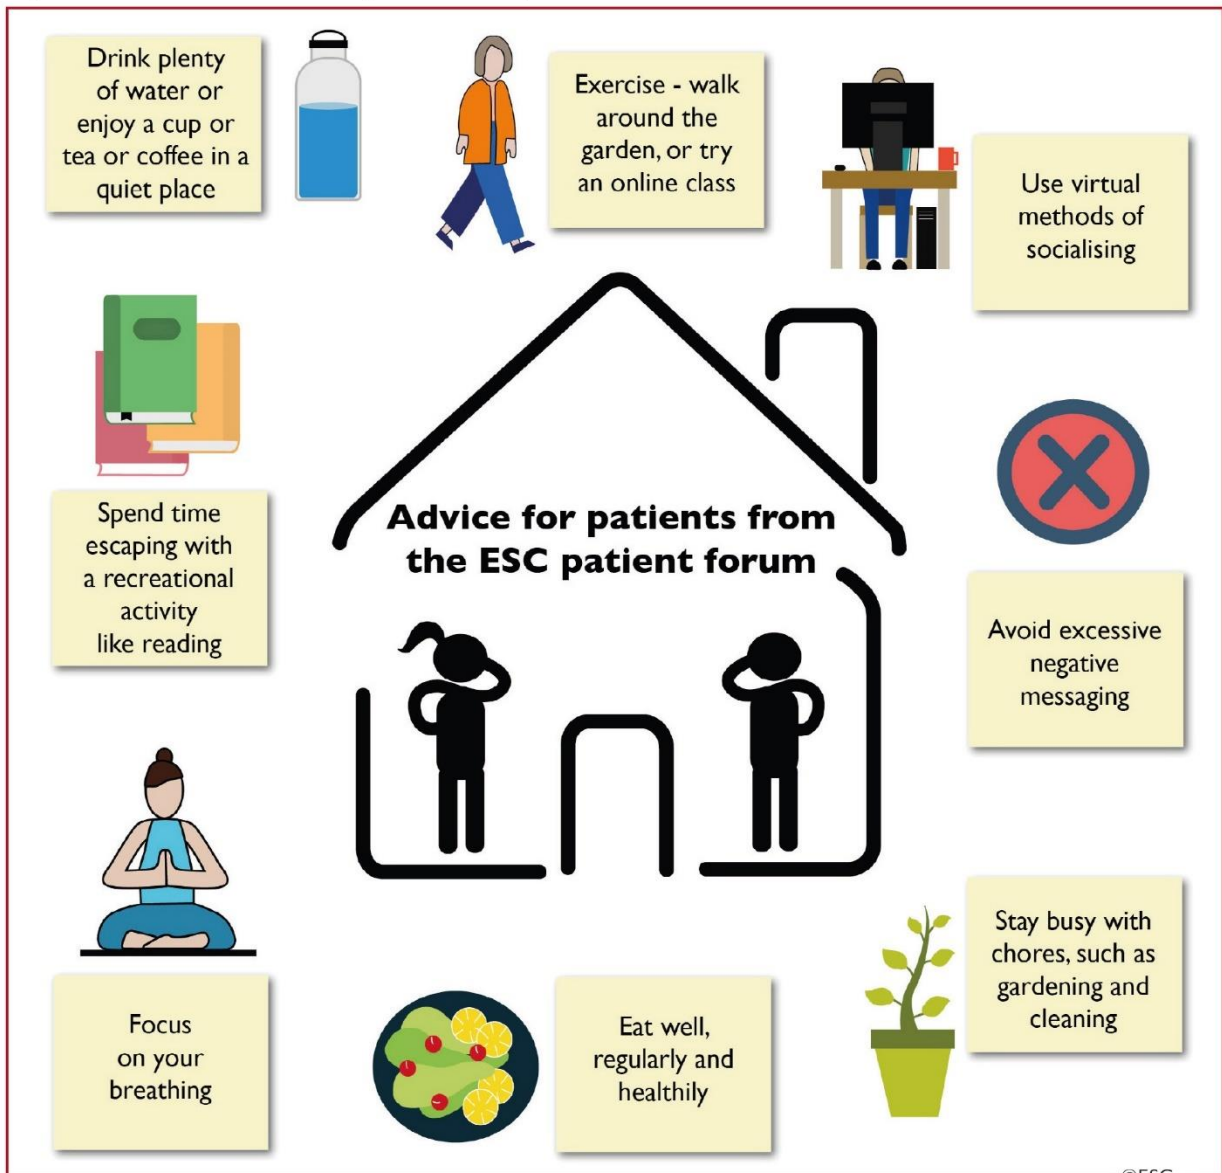 Drink plenty
of water or
enjoy a cup or
tea or coffee in a
quiet place
Exercise - walk
around the
garden, or try
an online class
Use virtual
methods of
socialising
Spend time
escaping with
a recreational
activity
like reading
Advice for patients from
the ESC patient forum
Avoid excessive
negative
messaging
Focus
on your
breathing
Eat well,
regularly and
healthily
Stay busy with
chores, such as
gardening and
cleaning
©ESC